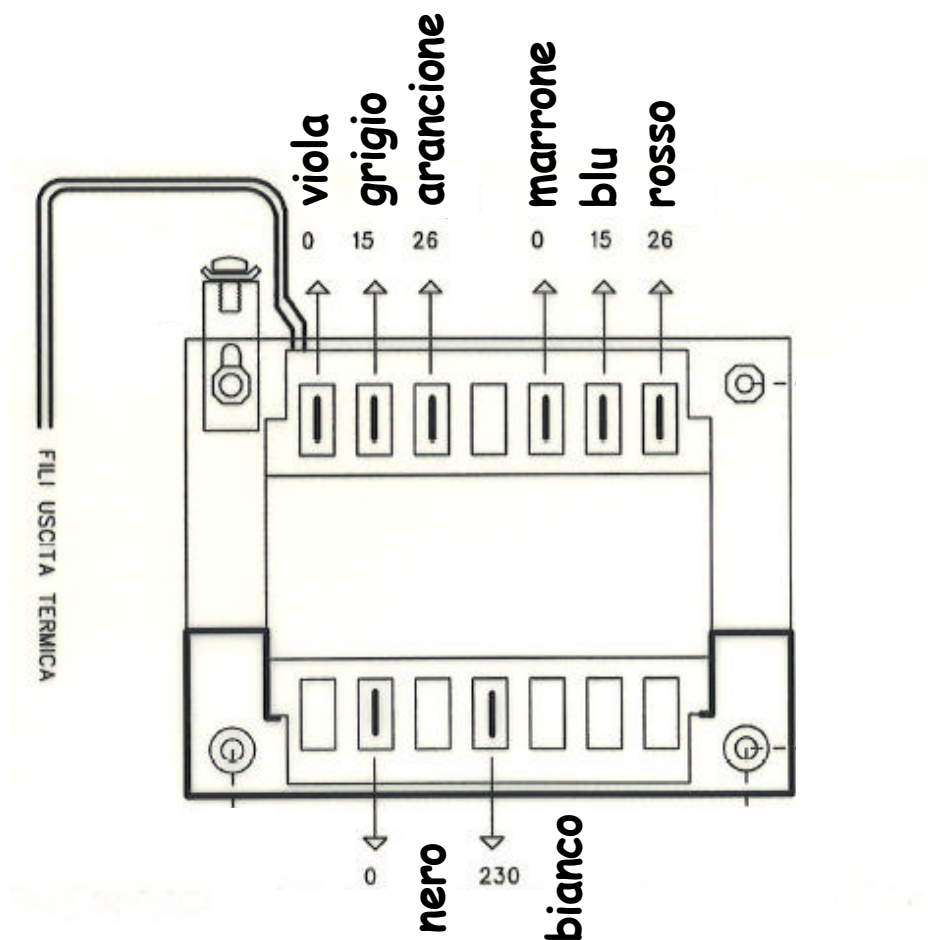 viola
grigio
arancione
marrone
blu
rosso
0 15 26 0 15 26
FILI USCITA TERMICA
0 230
nero
bianco